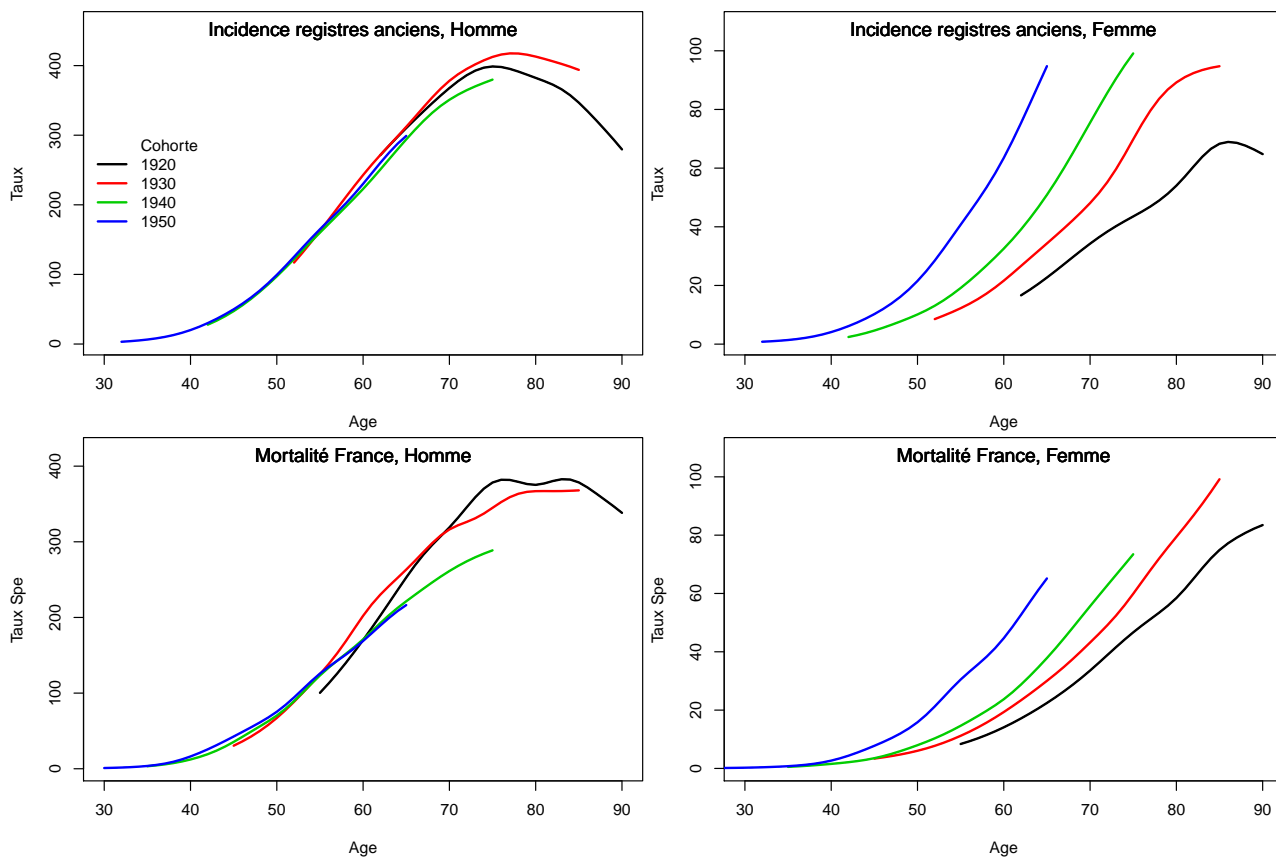 Incidence registres anciens, Homme
Taux
0 100 200 300 400
Cohorte
1920
1930
1940
1950
30 40 50 60 70 80 90
Age
Incidence registres anciens, Femme
Taux
0 20 40 60 80 100
30 40 50 60 70 80 90
Age
Mortalité France, Homme
Taux Spe
0 100 200 300 400
30 40 50 60 70 80 90
Age
Mortalité France, Femme
Taux Spe
0 20 40 60 80 100
30 40 50 60 70 80 90
Age